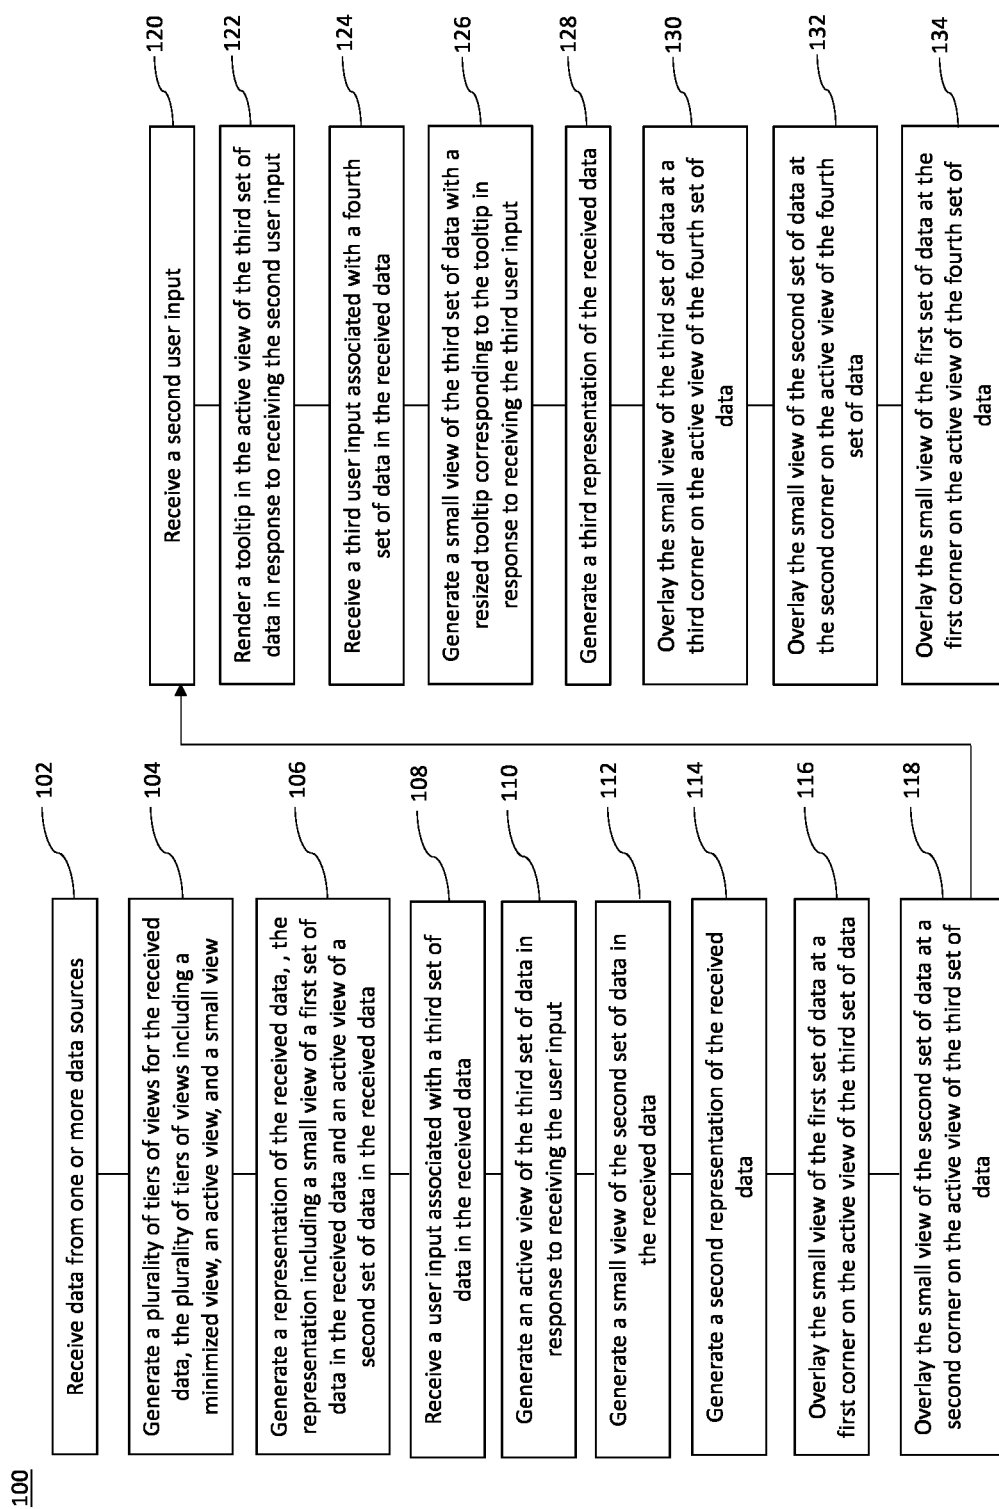 100
Receive data from one or more data sources
102
Generate a plurality of tiers of views for the received
data, the plurality of tiers of views including a
minimized view, an active view, and a small view
104
Generate a representation of the received data, , the
representation including a small view of a first set of
data in the received data and an active view of a
second set of data in the received data
106
Receive a user input associated with a third set of
data in the received data
108
Generate an active view of the third set of data in
response to receiving the user input
110
Generate a small view of the second set of data in
the received data
112
Generate a second representation of the received
data
114
Overlay the small view of the first set of data at a
first corner on the active view of the third set of data
116
Overlay the small view of the second set of data at a
second corner on the active view of the third set of
data
118
Receive a second user input
120
Render a tooltip in the active view of the third set of
data in response to receiving the second user input
122
Receive a third user input associated with a fourth
set of data in the received data
124
Generate a small view of the third set of data with a
resized tooltip corresponding to the tooltip in
response to receiving the third user input
126
Generate a third representation of the received data
128
Overlay the small view of the third set of data at a
third corner on the active view of the fourth set of
data
130
Overlay the small view of the second set of data at
the second corner on the active view of the fourth
set of data
132
Overlay the small view of the first set of data at the
first corner on the active view of the fourth set of
data
134